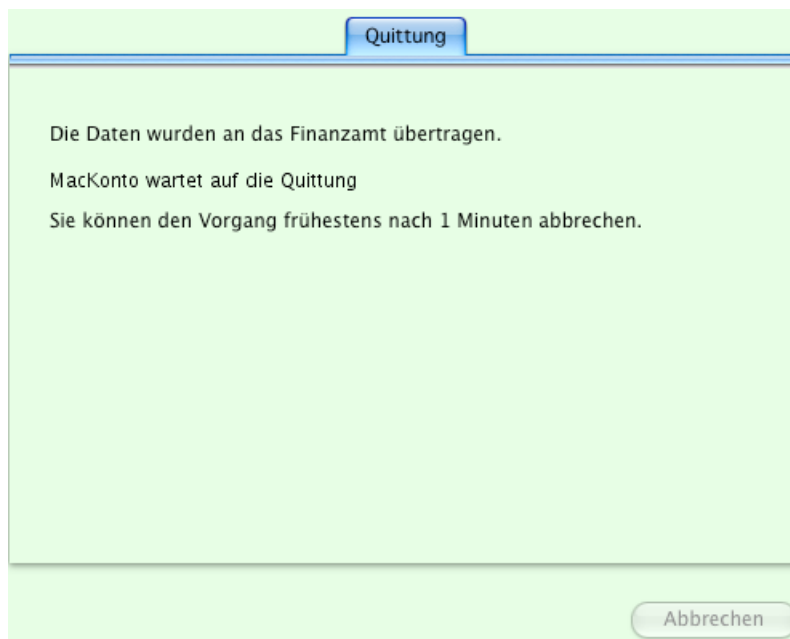 Quittung
Die Daten wurden an das Finanzamt übertragen.
MacKonto wartet auf die Quittung
Sie können den Vorgang frühestens nach 1 Minuten abbrechen.
Abbrechen